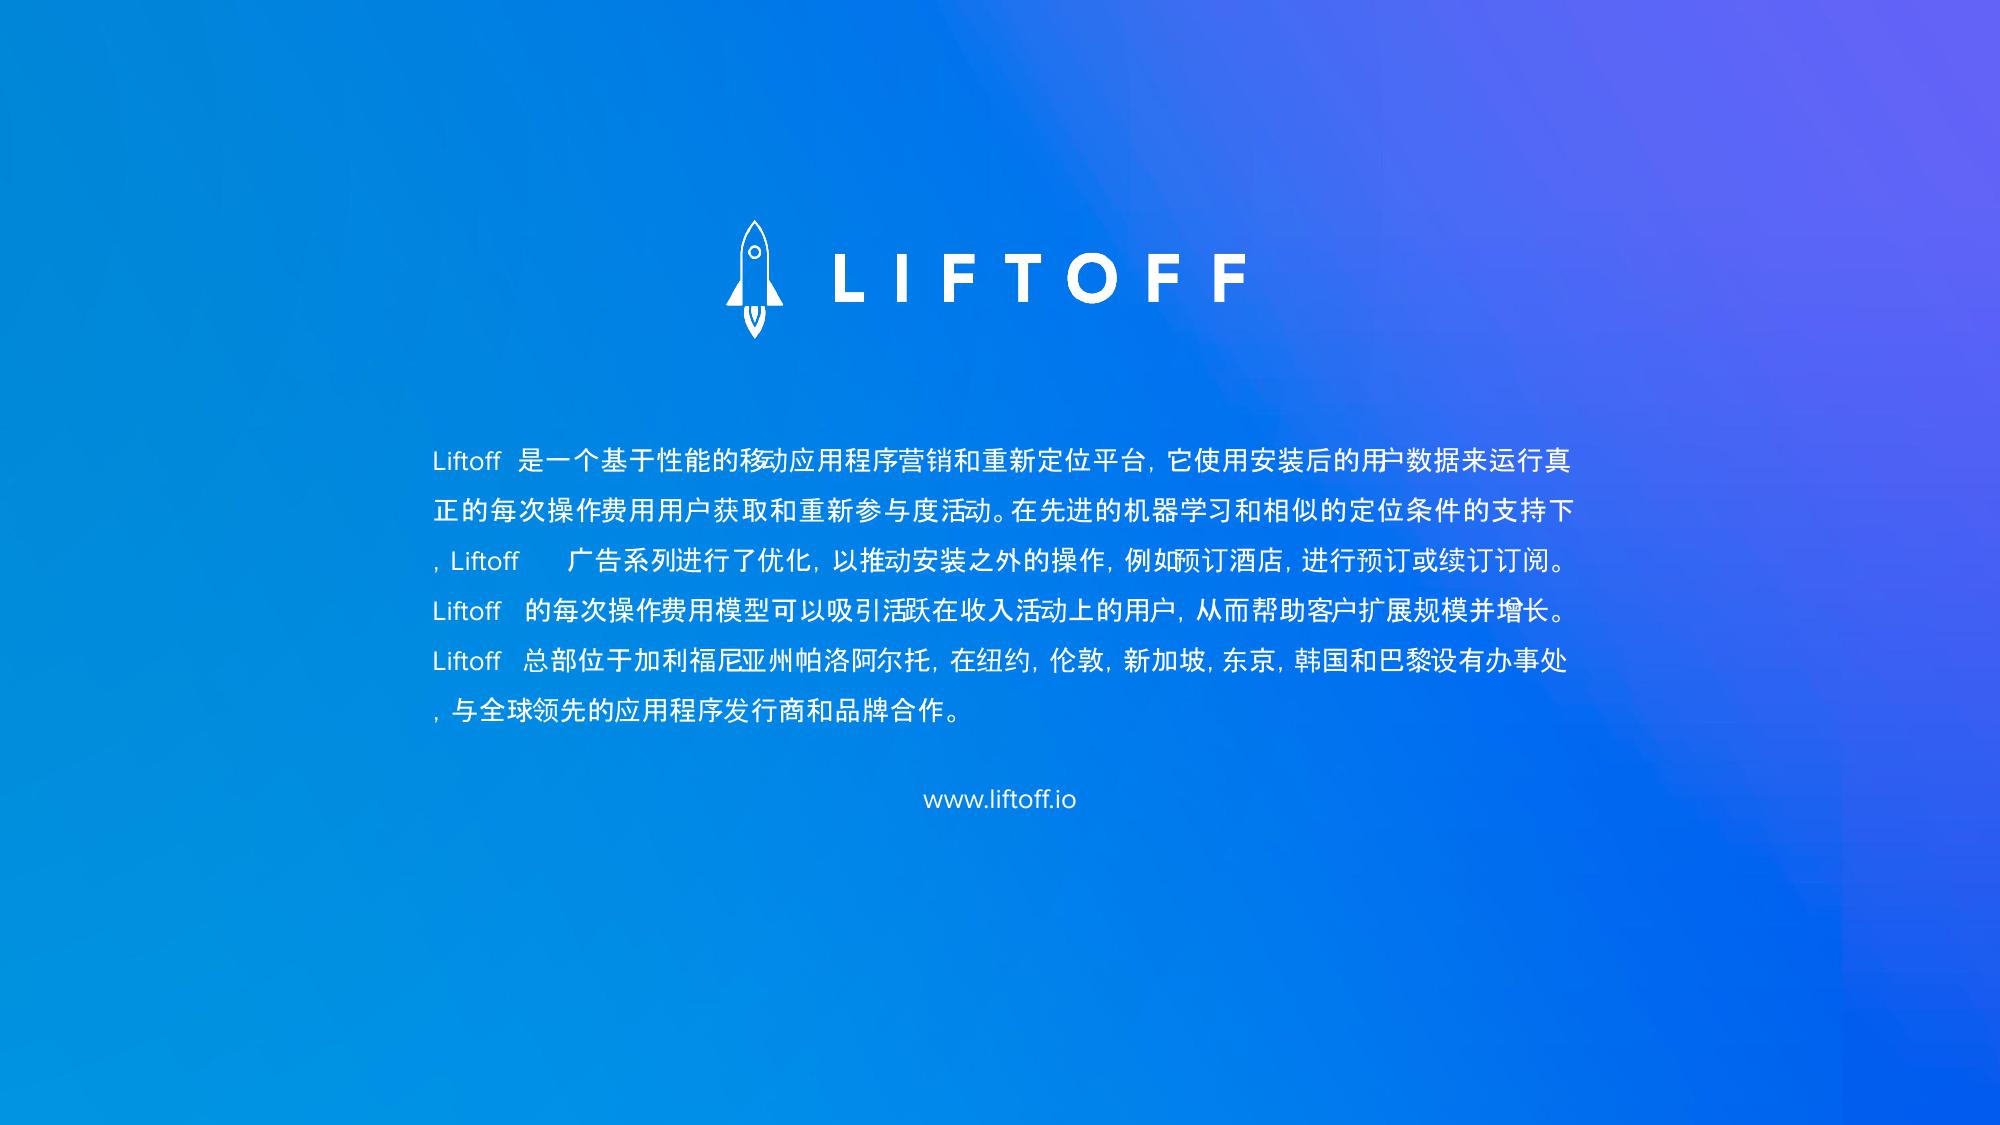 LIFTOFF
Liftoff 是一个基于性能的移动应用程序营销和重新定位平台, 它使用安装后的用户数据来运行真
正的每次操作费用用户获取和重新参与度活动。在先进的机器学习和相似的定位条件的支持下
, Liftoff 广告系列进行了优化, 以推动安装之外的操作, 例如预订酒店, 进行预订或续订订阅。
Liftoff 的每次操作费用模型可以吸引活跃在收入活动上的用户, 从而帮助客户扩展规模并增长。
Liftoff 总部位于加利福尼亚州帕洛阿尔托, 在纽约, 伦敦, 新加坡, 东京, 韩国和巴黎设有办事处
, 与全球领先的应用程序发行商和品牌合作。
www.liftoff.io